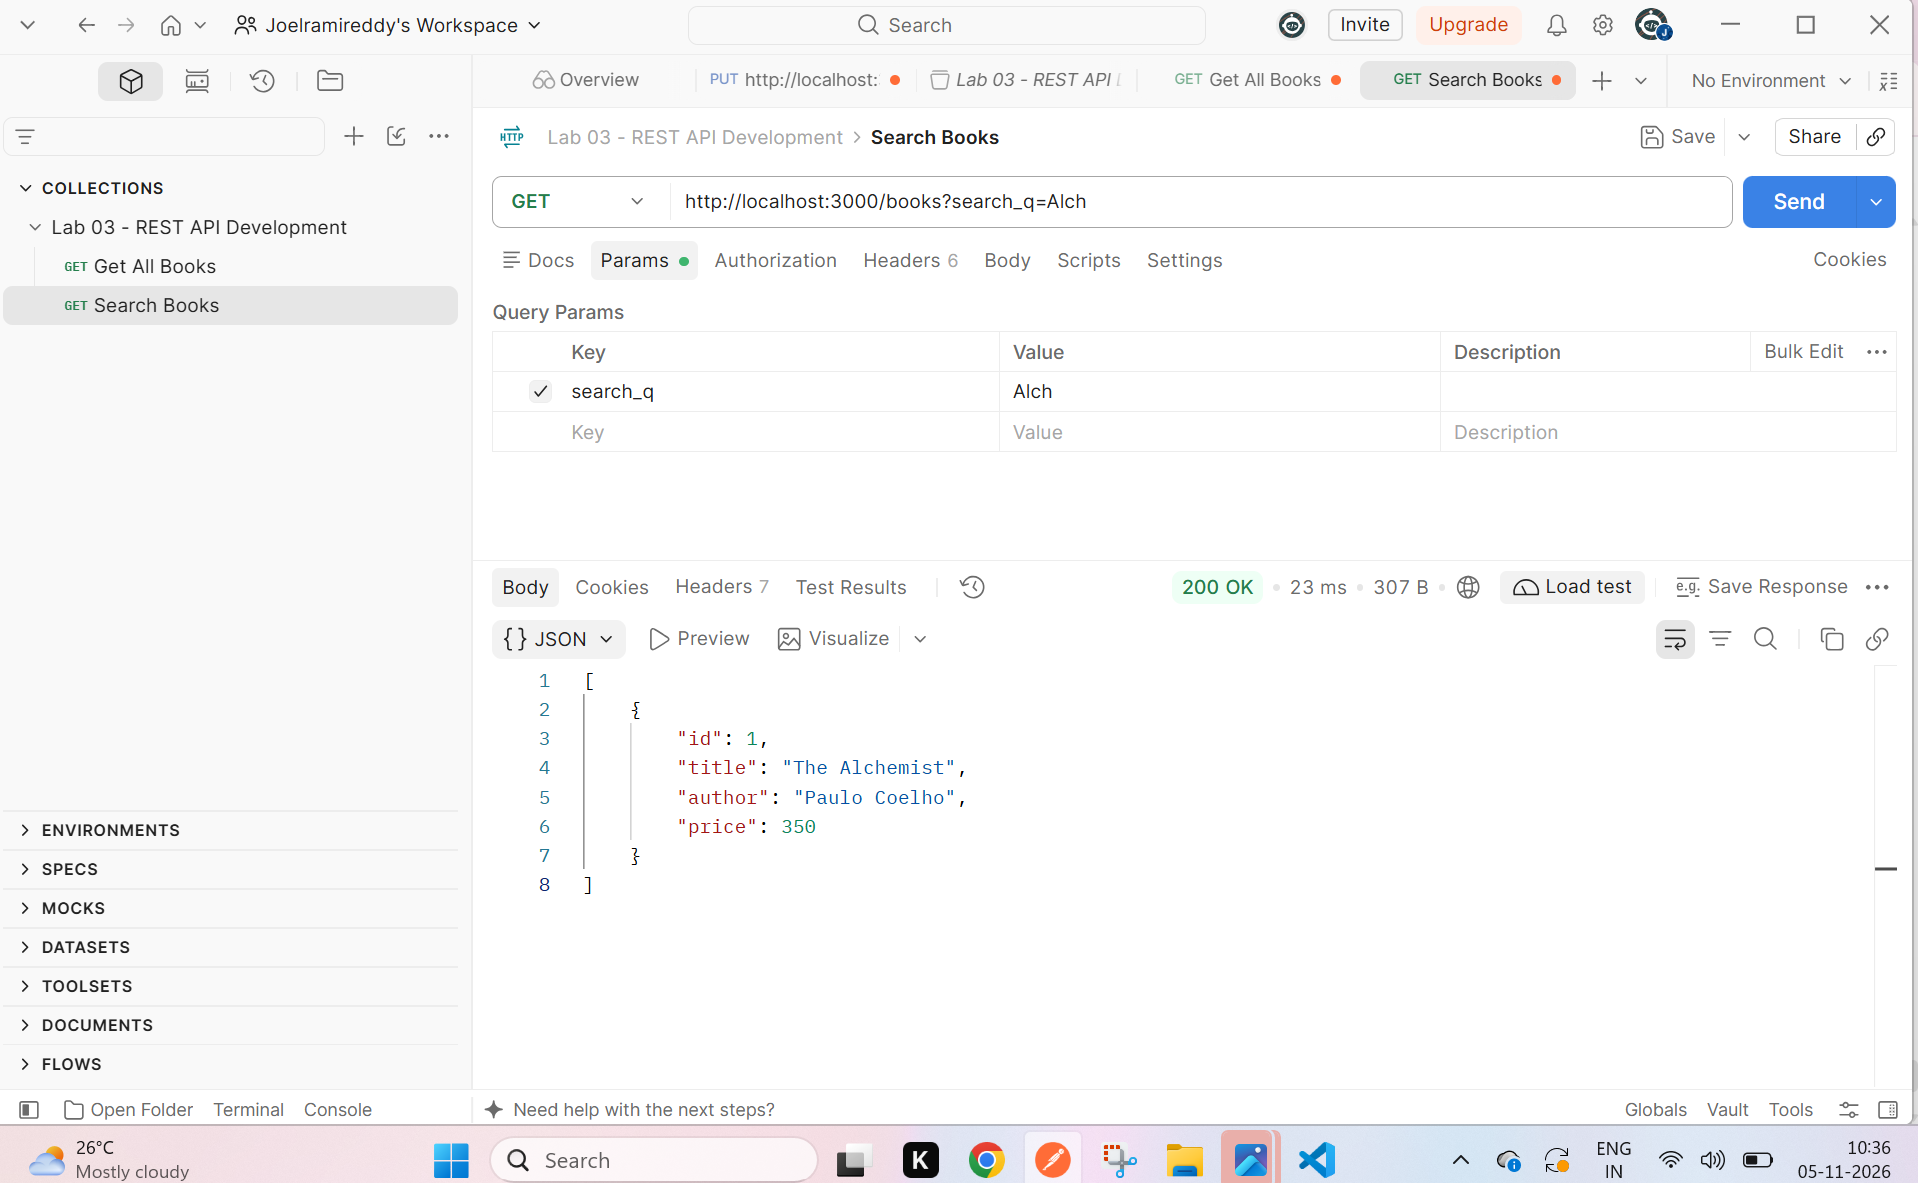 Joelramireddy's Workspace
Search
Invite
Upgrade
J
Overview
PUT http://localhost:
Lab 03 - REST API
GET Get All Books
GET Search Books
No Environment
HTTP Lab 03 - REST API Development > Search Books
Save
Share
COLLECTIONS
Lab 03 - REST API Development
GET Get All Books
GET Search Books
GET
http://localhost:3000/books?search_q=Alch
Send
Docs
Params
Authorization
Headers 6
Body
Scripts
Settings
Cookies
Query Params
Key
Value
Description
Bulk Edit
search_q
Alch
Key
Value
Description
Body
Cookies
Headers 7
Test Results
200 OK
23 ms
307 B
Load test
e.g. Save Response
{} JSON
Preview
Visualize
1 [
2 {
3 "id": 1,
4 "title": "The Alchemist",
5 "author": "Paulo Coelho",
6 "price": 350
7 }
8 ]
ENVIRONMENTS
SPECS
MOCKS
DATASETS
TOOLSETS
DOCUMENTS
FLOWS
Open Folder
Terminal
Console
Need help with the next steps?
Globals
Vault
Tools
26°C
Mostly cloudy
Search
K
ENG
IN
10:36
05-11-2026